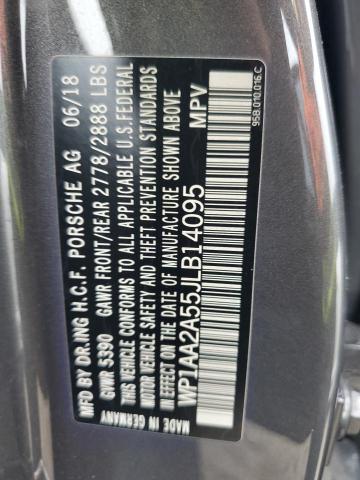 MFD BY DR.ING H.C.F. PORSCHE AG 06/18
GVWR 5390 GAWR FRONT/REAR 2778/2888 LBS
THIS VEHICLE CONFORMS TO ALL APPLICABLE U.S.FEDERAL
MOTOR VEHICLE SAFETY AND THEFT PREVENTION STANDARDS
IN EFFECT ON THE DATE OF MANUFACTURE SHOWN ABOVE
WP1AA2A55JLB14095 MPV
MADE IN GERMANY
95B.010.016.C